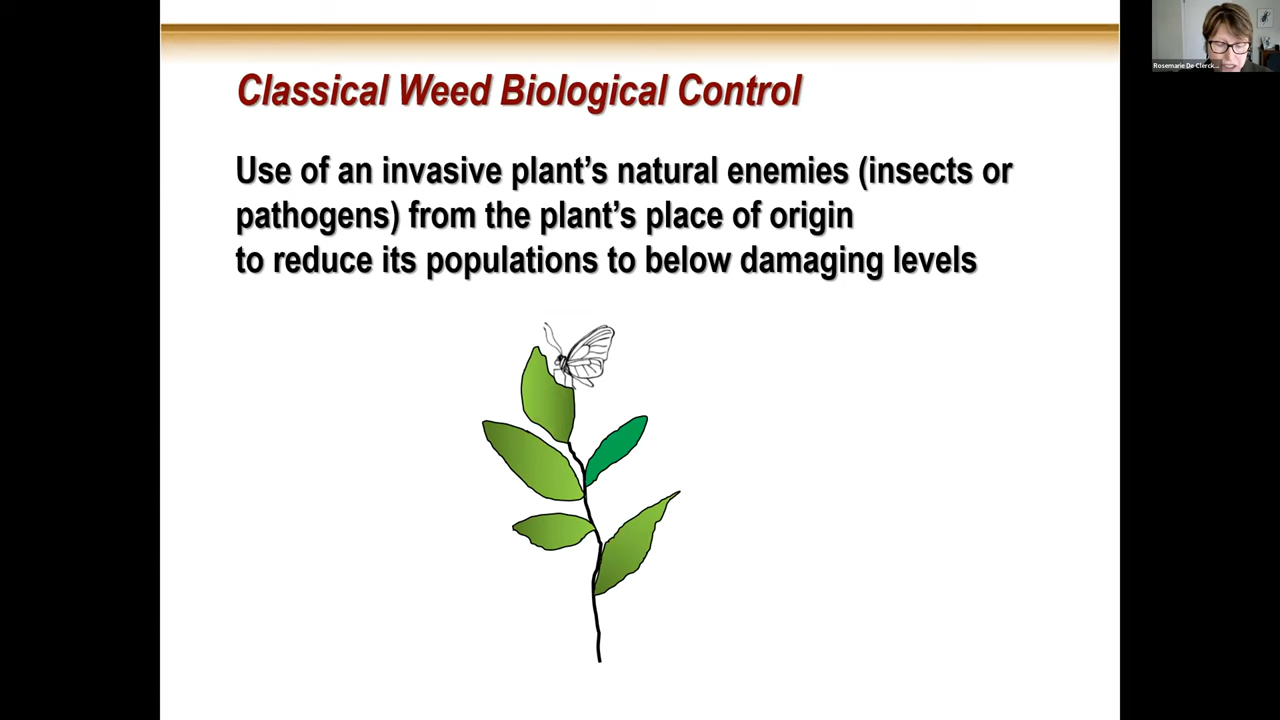 Classical Weed Biological Control
Use of an invasive plant’s natural enemies (insects or
pathogens) from the plant’s place of origin
to reduce its populations to below damaging levels
Rosemarie De Clerck...